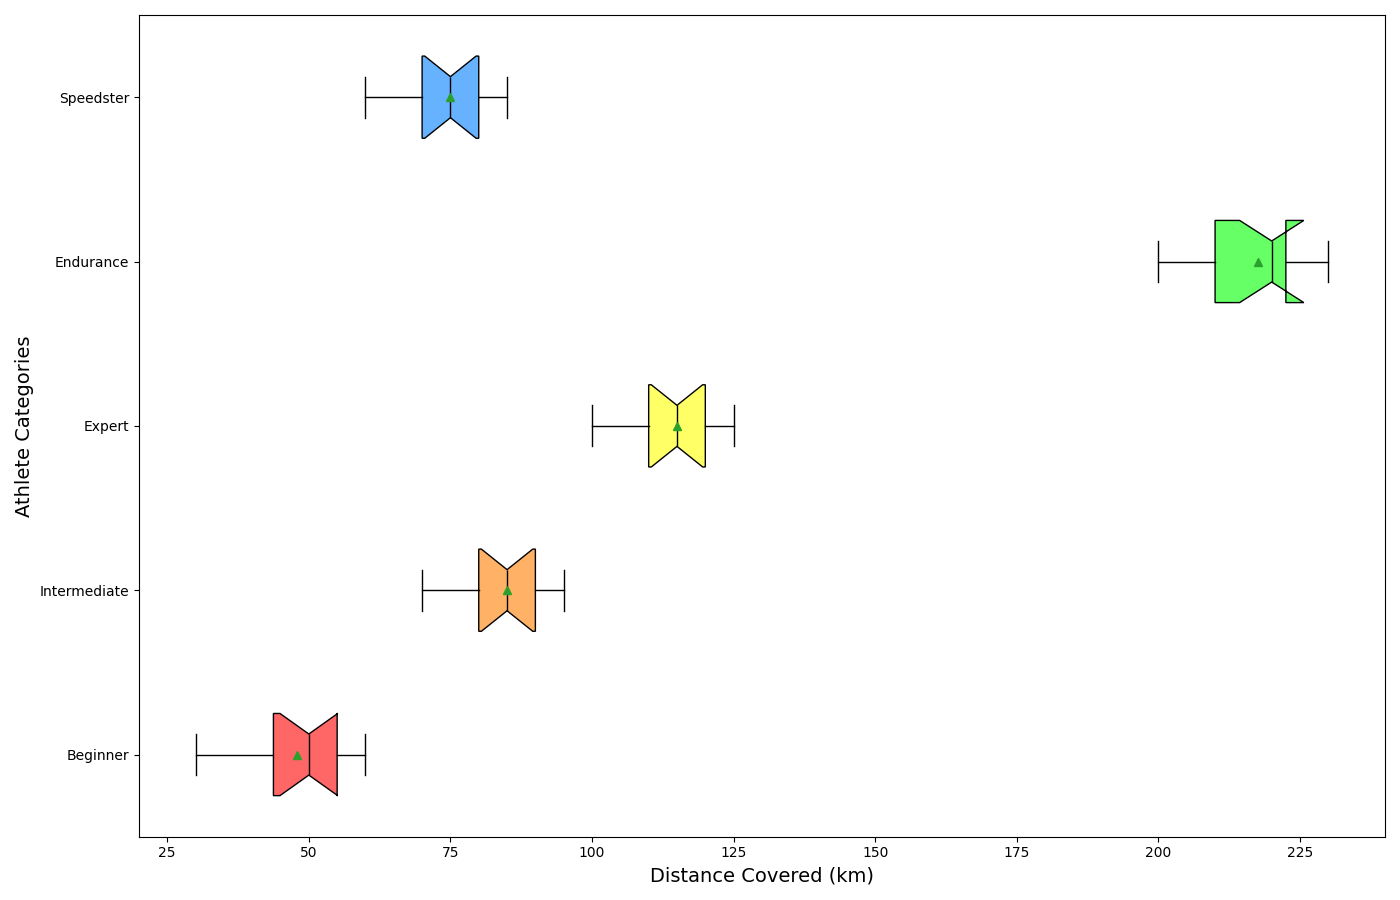 Athlete Categories
Speedster
Endurance
Expert
Intermediate
Beginner
25 50 75 100 125 150 175 200 225
Distance Covered (km)